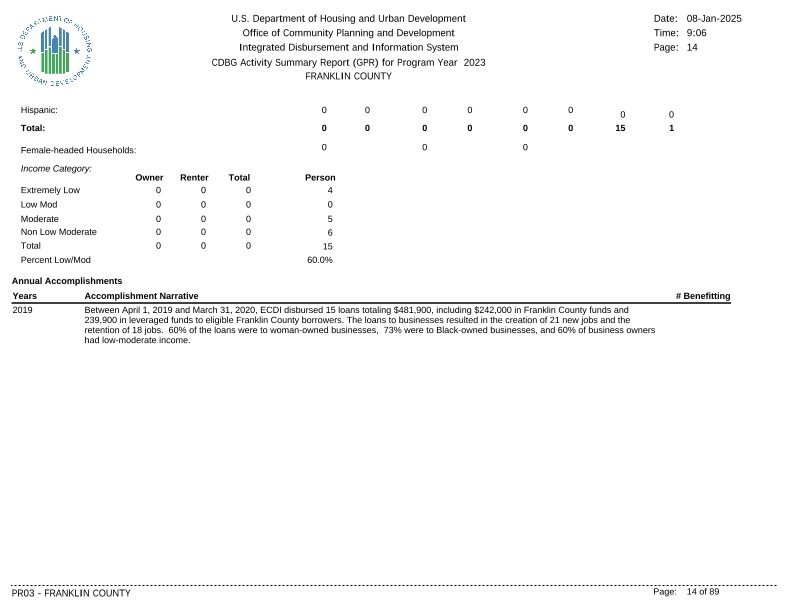 U.S. DEPARTMENT OF HOUSING AND URBAN DEVELOPMENT
U.S. Department of Housing and Urban Development
Office of Community Planning and Development
Integrated Disbursement and Information System
CDBG Activity Summary Report (GPR) for Program Year 2023
FRANKLIN COUNTY
Date: 08-Jan-2025
Time: 9:06
Page: 14
Hispanic: 0 0 0 0 0 0 0 0
Total: 0 0 0 0 0 0 15 1
Female-headed Households: 0 0 0
Income Category:
Owner Renter Total Person
Extremely Low 0 0 0 4
Low Mod 0 0 0 0
Moderate 0 0 0 5
Non Low Moderate 0 0 0 6
Total 0 0 0 15
Percent Low/Mod 60.0%
Annual Accomplishments
Years Accomplishment Narrative # Benefitting
2019 Between April 1, 2019 and March 31, 2020, ECDI disbursed 15 loans totaling $481,900, including $242,000 in Franklin County funds and
239,900 in leveraged funds to eligible Franklin County borrowers. The loans to businesses resulted in the creation of 21 new jobs and the
retention of 18 jobs. 60% of the loans were to woman-owned businesses, 73% were to Black-owned businesses, and 60% of business owners
had low-moderate income.
PR03 - FRANKLIN COUNTY Page: 14 of 89